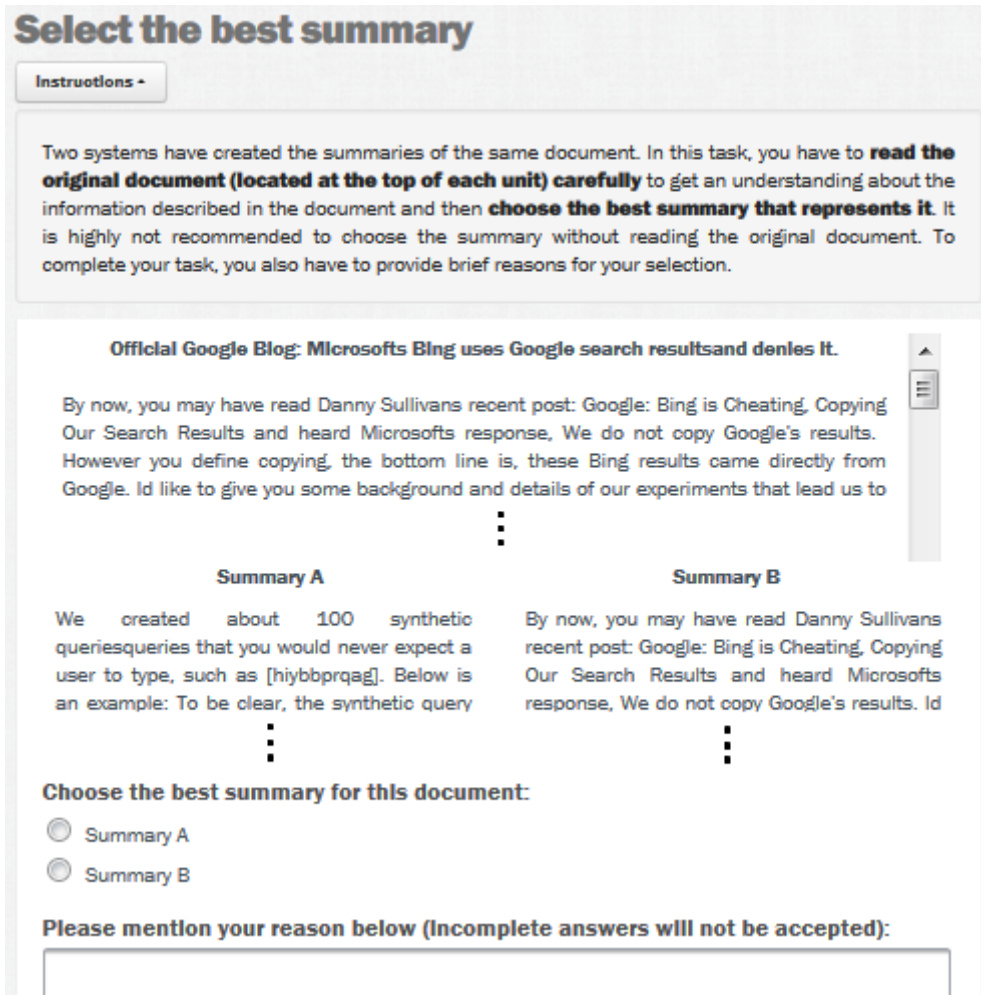 Select the best summary
Instructions
Two systems have created the summaries of the same document. In this task, you have to read the
original document (located at the top of each unit) carefully to get an understanding about the
information described in the document and then choose the best summary that represents it. It
is highly not recommended to choose the summary without reading the original document. To
complete your task, you also have to provide brief reasons for your selection.
Official Google Blog: Microsofts Bing uses Google search resultsand denies it.
By now, you may have read Danny Sullivans recent post: Google: Bing is Cheating, Copying
Our Search Results and heard Microsofts response, We do not copy Google's results.
However you define copying, the bottom line is, these Bing results came directly from
Google. Id like to give you some background and details of our experiments that lead us to
Summary A
We created about 100 synthetic
queriesqueries that you would never expect a
user to type, such as [hiybbprqag]. Below is
an example: To be clear, the synthetic query
Summary B
By now, you may have read Danny Sullivans
recent post: Google: Bing is Cheating, Copying
Our Search Results and heard Microsofts
response, We do not copy Google's results. Id
Choose the best summary for this document:
Summary A
Summary B
Please mention your reason below (Incomplete answers will not be accepted):